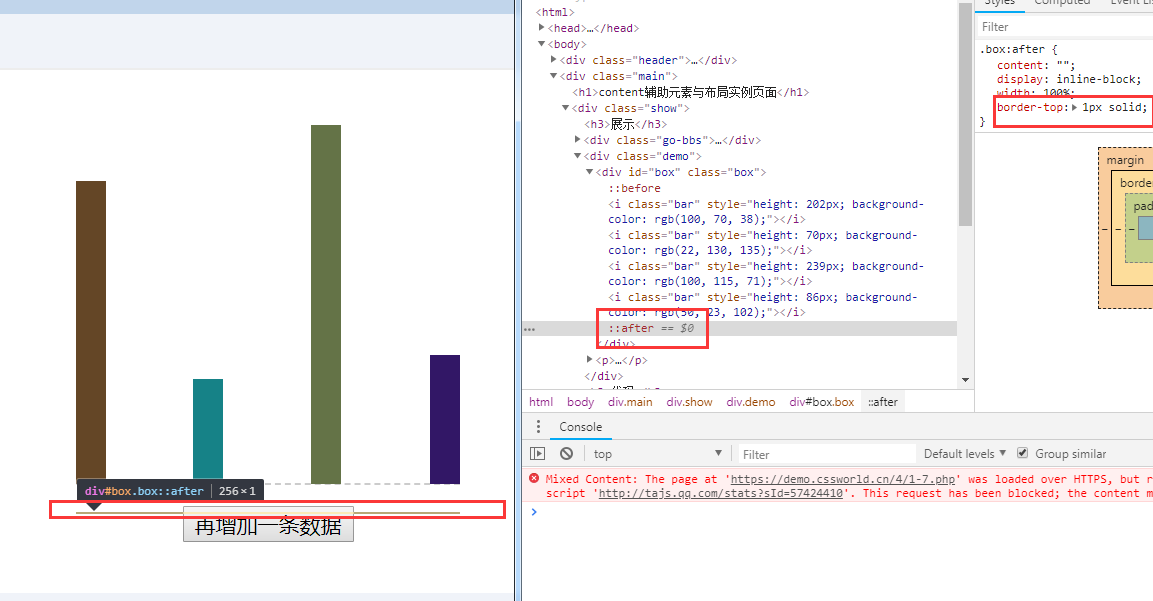 <html>
<head>…</head>
<body>
<div class="header">…</div>
<div class="main">
<h1>content辅助元素与布局实例页面</h1>
<div class="show">
<h3>展示</h3>
<div class="go-bbs">…</div>
<div class="demo">
<div id="box" class="box">
::before
<i class="bar" style="height: 202px; background-
color: rgb(100, 70, 38);"></i>
<i class="bar" style="height: 70px; background-
color: rgb(22, 130, 135);"></i>
<i class="bar" style="height: 239px; background-
color: rgb(100, 115, 71);"></i>
<i class="bar" style="height: 86px; background-
color: rgb(50, 23, 102);"></i>
… ::after == $0
</div>
<p>…</p>
</div>
html body div.main div.show div.demo div#box.box ::after
Styles Computed
Filter
.box:after {
content: "";
display: inline-block;
width: 100%;
border-top: 1px solid;
}
margin
pad
Console
top
Filter
Default levels
Group similar
Mixed Content: The page at 'https://demo.cssworld.cn/4/1-7.php' was loaded over HTTPS, but r
script 'http://tajs.qq.com/stats?sId=57424410'. This request has been blocked; the content m
div#box.box::after 256×1
再增加一条数据